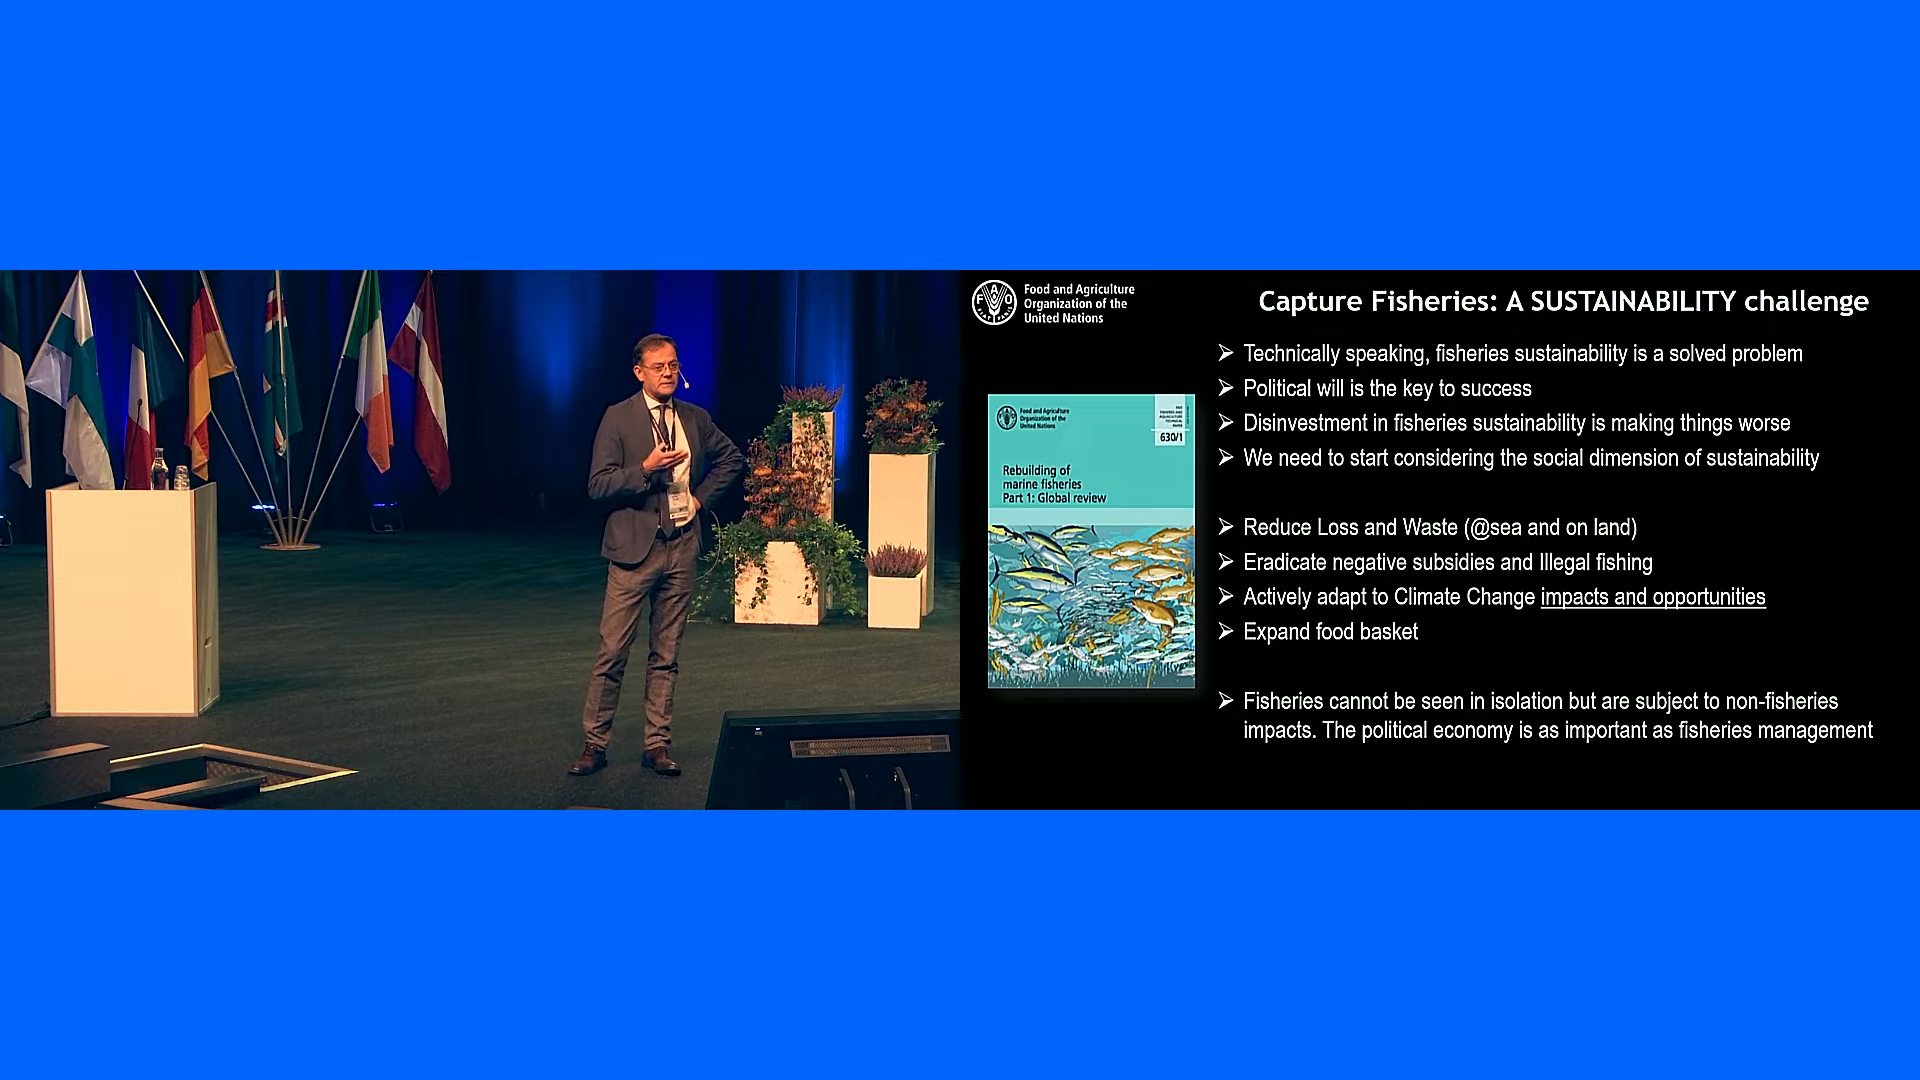 Food and Agriculture
Organization of the
United Nations
Capture Fisheries: A SUSTAINABILITY challenge
➢ Technically speaking, fisheries sustainability is a solved problem
➢ Political will is the key to success
➢ Disinvestment in fisheries sustainability is making things worse
➢ We need to start considering the social dimension of sustainability
➢ Reduce Loss and Waste (@sea and on land)
➢ Eradicate negative subsidies and Illegal fishing
➢ Actively adapt to Climate Change impacts and opportunities
➢ Expand food basket
➢ Fisheries cannot be seen in isolation but are subject to non-fisheries
impacts. The political economy is as important as fisheries management
Food and Agriculture
Organization of the
United Nations
630/1
Rebuilding of
marine fisheries
Part 1: Global review